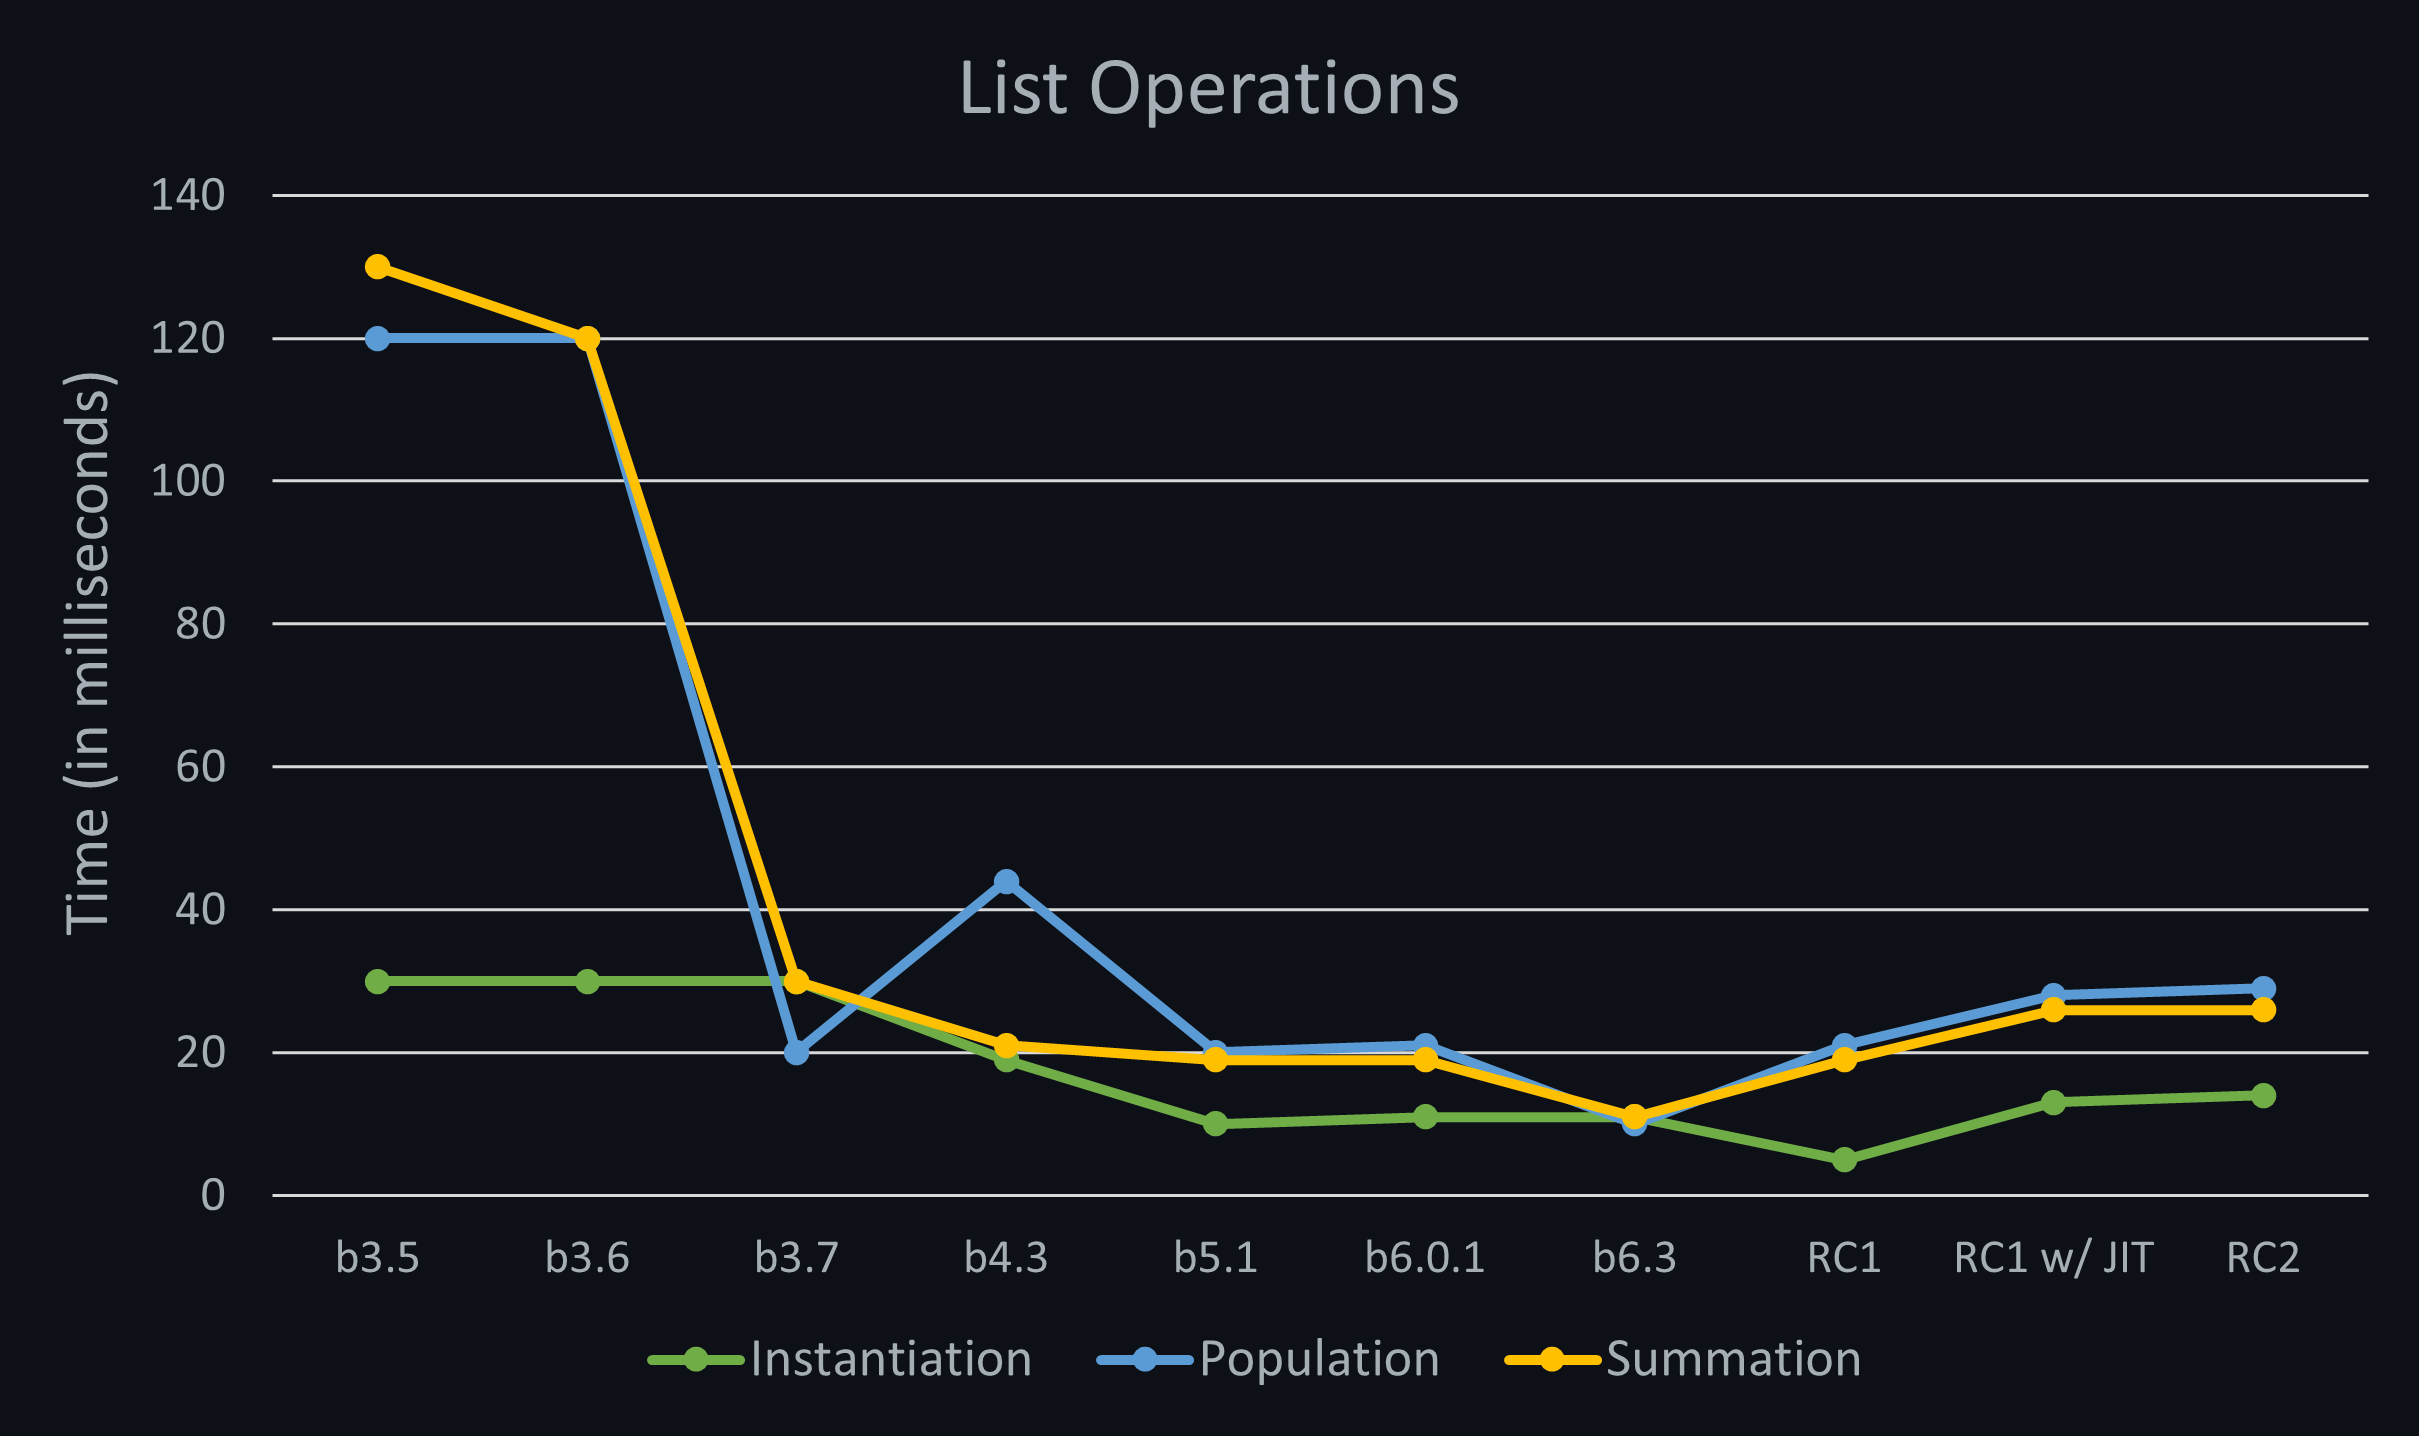 List Operations
Time (in milliseconds)
140
120
100
80
60
40
20
0
b3.5 b3.6 b3.7 b4.3 b5.1 b6.0.1 b6.3 RC1 RC1 w/ JIT RC2
Instantiation Population Summation